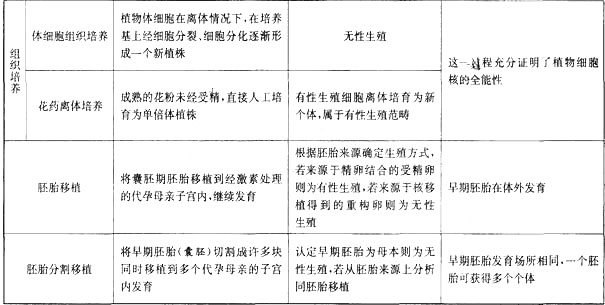 组织培养
体细胞组织培养
植物体细胞在离体情况下,在培养
基上经细胞分裂、细胞分化逐渐形
成一个新植株
无性生殖
这一过程充分证明了植物细胞
核的全能性
花药离体培养
成熟的花粉未经受精,直接人工培
育为单倍体植株
有性生殖细胞离体培育为新
个体,属于有性生殖范畴
胚胎移植
将囊胚期胚胎移植到经激素处理
的代孕母亲子宫内,继续发育
根据胚胎来源确定生殖方式,
若来源于精卵结合的受精卵
则为有性生殖,若来源于核移
植得到的重构卵则为无性
生殖
早期胚胎在体外发育
胚胎分割移植
将早期胚胎(囊胚)切割成许多块
同时移植到多个代孕母亲的子宫
内发育
认定早期胚胎为母本则为无
性生殖,若从胚胎来源上分析
同胚胎移植
早期胚胎发育场所相同,一个胚
胎可获得多个个体